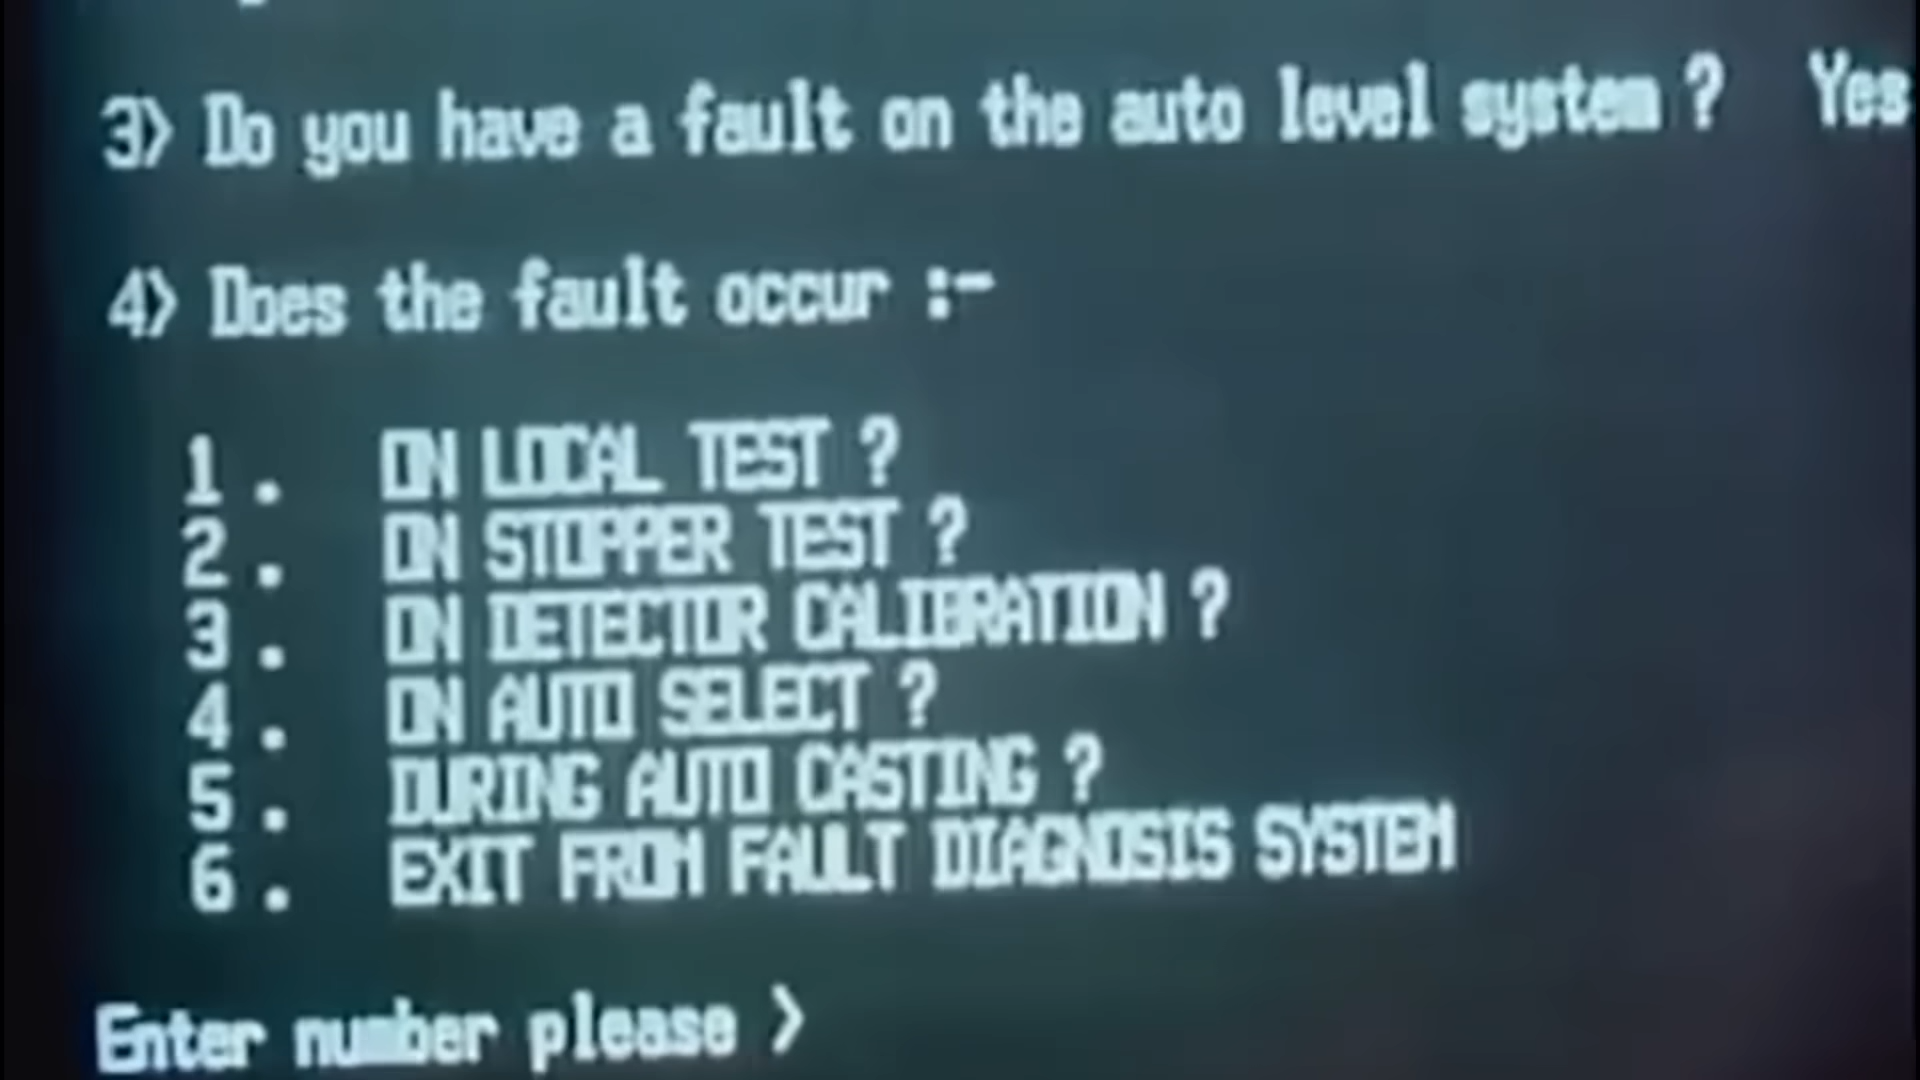 3> Do you have a fault on the auto level system ? Yes
4> Does the fault occur :-
1 . ON LOCAL TEST ?
2 . ON STOPPER TEST ?
3 . ON DETECTOR CALIBRATION ?
4 . ON AUTO SELECT ?
5 . DURING AUTO CASTING ?
6 . EXIT FROM FAULT DIAGNOSIS SYSTEM
Enter number please >